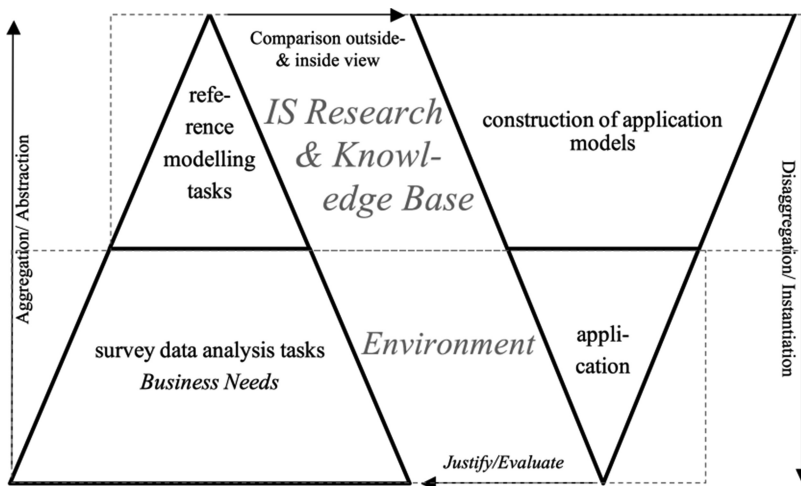 Comparison outside-
& inside view
refe-
rence
modelling
tasks
IS Research
& Knowl-
edge Base
construction of application
models
Aggregation/ Abstraction
Disaggregation/ Instantiation
survey data analysis tasks
Business Needs
Environment
appli-
cation
Justify/Evaluate